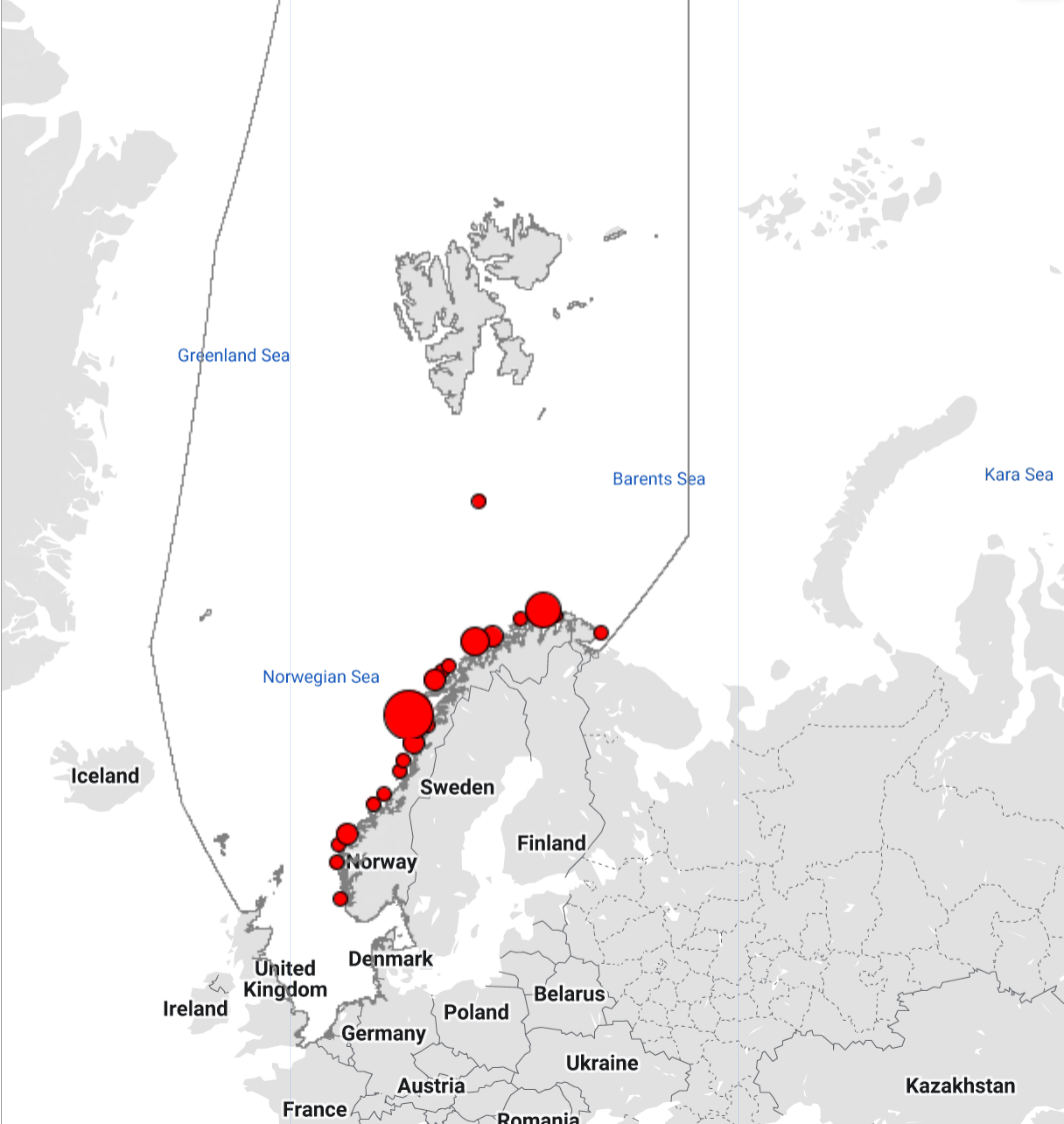 Greenland Sea
Barents Sea
Kara Sea
Norwegian Sea
Iceland
Sweden
Finland
Norway
Denmark
United
Kingdom
Belarus
Ireland
Poland
Germany
Ukraine
Austria
Kazakhstan
France
Romania